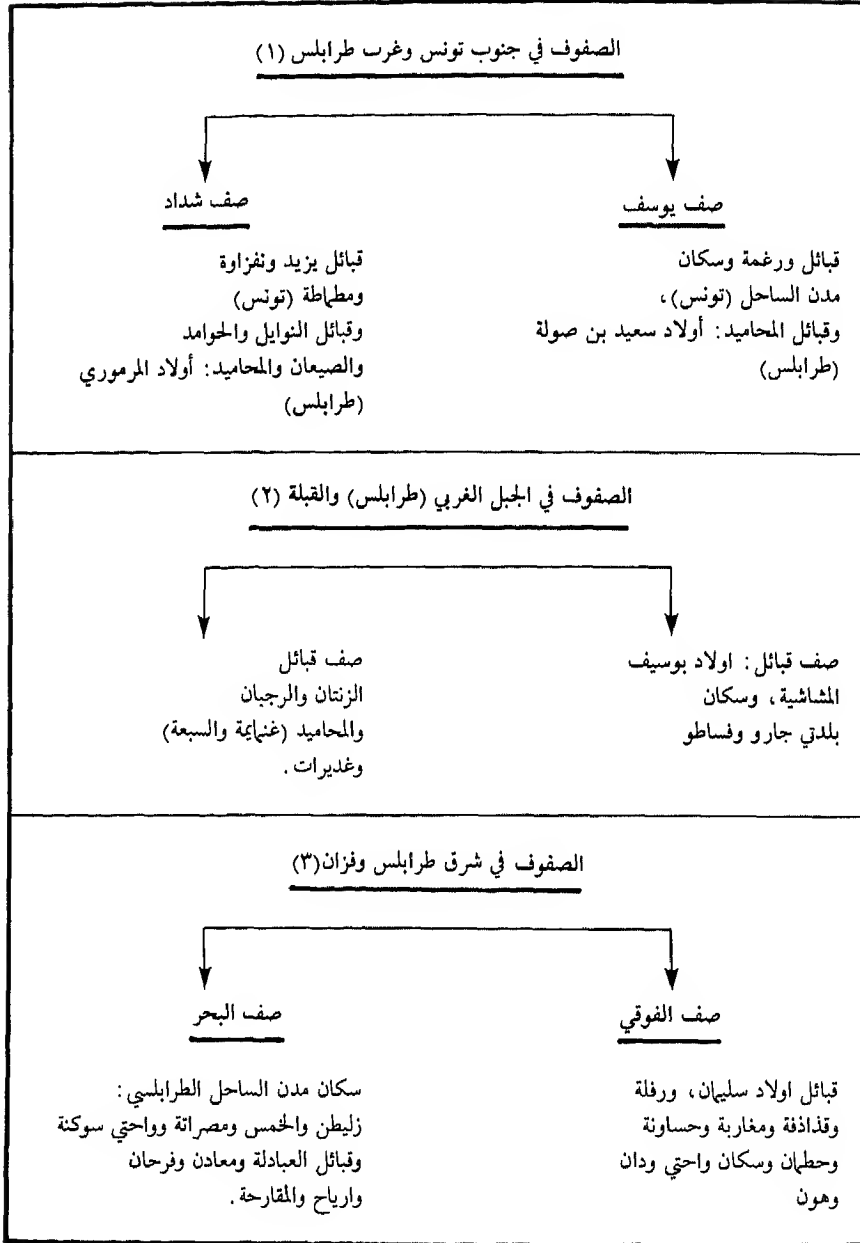 الصفوف في جنوب تونس وغرب طرابلس (١)
صف يوسف
قبائل ورغمة وسكان
مدن الساحل (تونس)،
وقبائل المحاميد: أولاد سعيد بن صولة
(طرابلس)
صف شداد
قبائل يزيد ونفزاوة
ومطماطة (تونس)
وقبائل النوايل والحوامد
والصيعان والمحاميد: أولاد المرموري
(طرابلس)
الصفوف في الجبل الغربي (طرابلس) والقبلة (٢)
صف قبائل: اولاد بوسيف
المشاشية، وسكان
بلدتي جارو وفساطو
صف قبائل
الزنتان والرجبان
والمحاميد (غنايمة والسبعة)
وغديرات.
الصفوف في شرق طرابلس وفزان(٣)
صف الفوقي
قبائل اولاد سليمان، ورفلة
وقذاذفة ومغاربة وحساونة
وحطمان وسكان واحتي ودان
وهون
صف البحر
سكان مدن الساحل الطرابلسي:
زليطن والخمس ومصراتة وواحتي سوكنة
وقبائل العبادلة ومعادن وفرحان
وارياح والمقارحة.